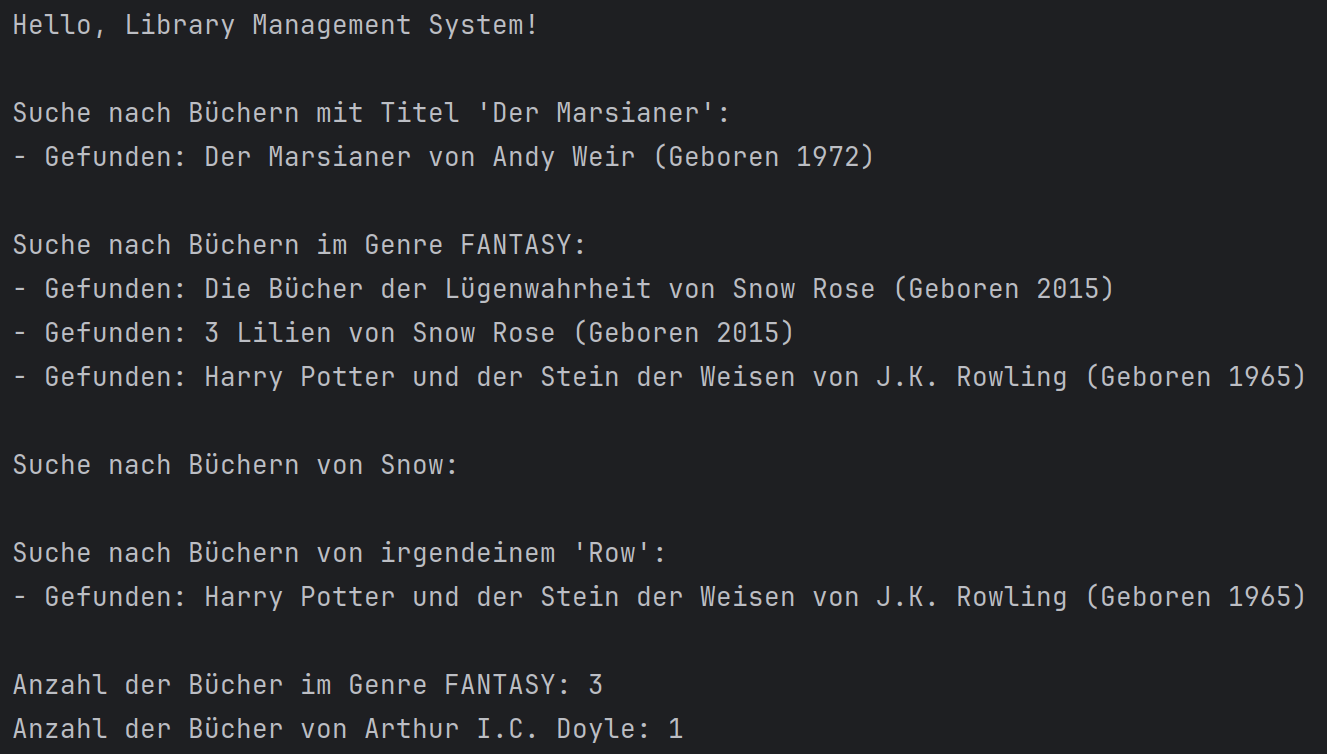 Hello, Library Management System!
Suche nach Büchern mit Titel 'Der Marsianer':
- Gefunden: Der Marsianer von Andy Weir (Geboren 1972)
Suche nach Büchern im Genre FANTASY:
- Gefunden: Die Bücher der Lügenwahrheit von Snow Rose (Geboren 2015)
- Gefunden: 3 Lilien von Snow Rose (Geboren 2015)
- Gefunden: Harry Potter und der Stein der Weisen von J.K. Rowling (Geboren 1965)
Suche nach Büchern von Snow:
Suche nach Büchern von irgendeinem 'Row':
- Gefunden: Harry Potter und der Stein der Weisen von J.K. Rowling (Geboren 1965)
Anzahl der Bücher im Genre FANTASY: 3
Anzahl der Bücher von Arthur I.C. Doyle: 1